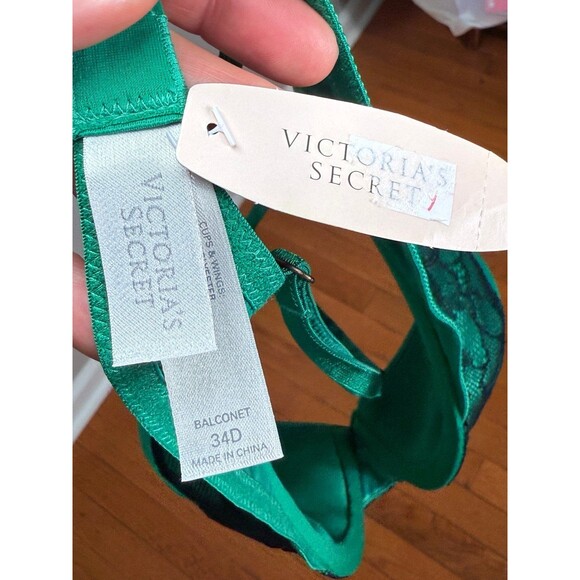 VICTORIA'S
SECRET
VICTORIA'S
SECRET
CUPS & WINGS:
BALCONET
34D
MADE IN CHINA